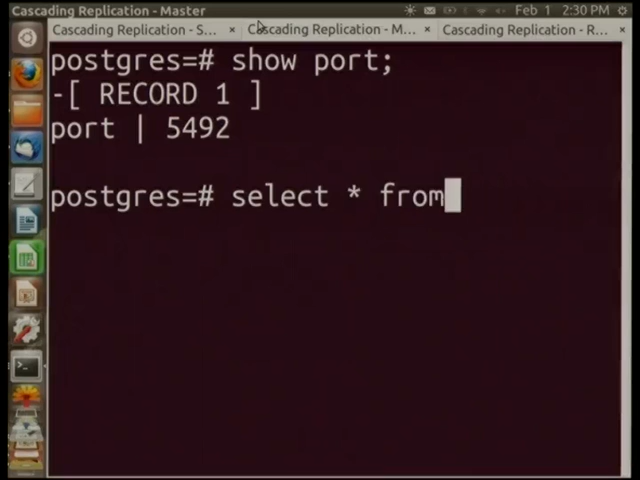 Cascading Replication - Master
Feb 1 2:30 PM
Cascading Replication - S... × Cascading Replication - M... × Cascading Replication - R... ×
postgres=# show port;
-[ RECORD 1 ]
port | 5492
postgres=# select * from